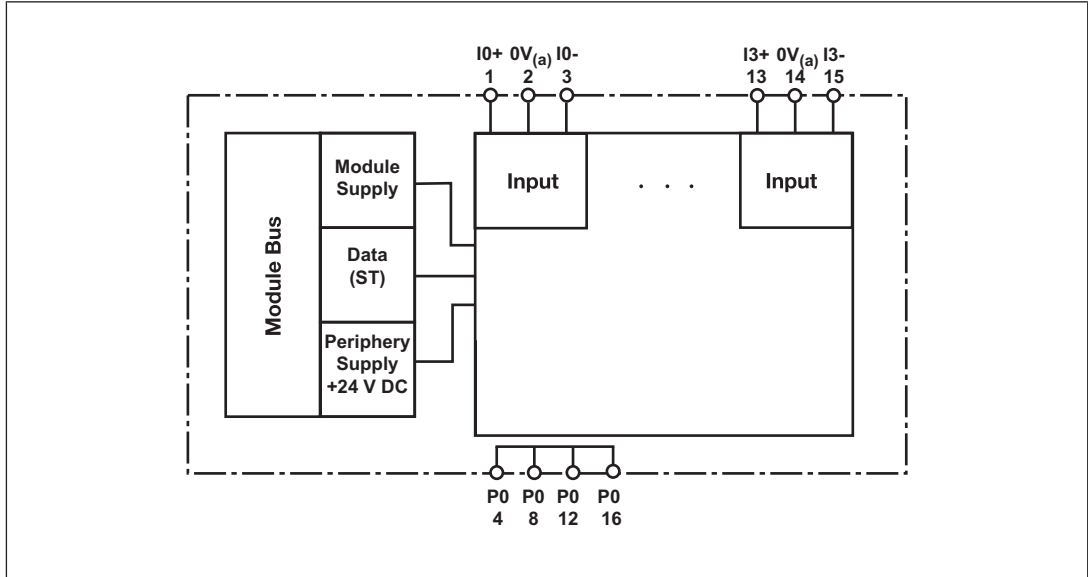 I0+ 0V(a) I0-
1 2 3
I3+ 0V(a) I3-
13 14 15
Module Bus
Module
Supply
Data
(ST)
Periphery
Supply
+24 V DC
Input
. . .
Input
P0 P0 P0 P0
4 8 12 16